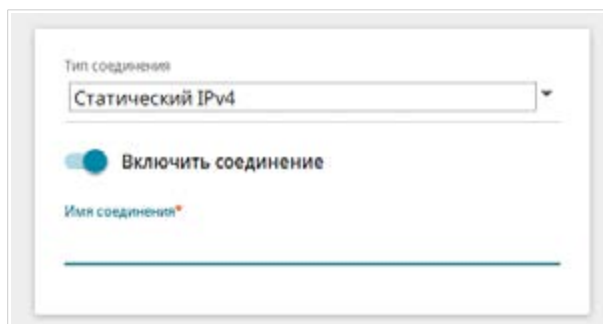 Тип соединения
Статический IPv4
Включить соединение
Имя соединения*